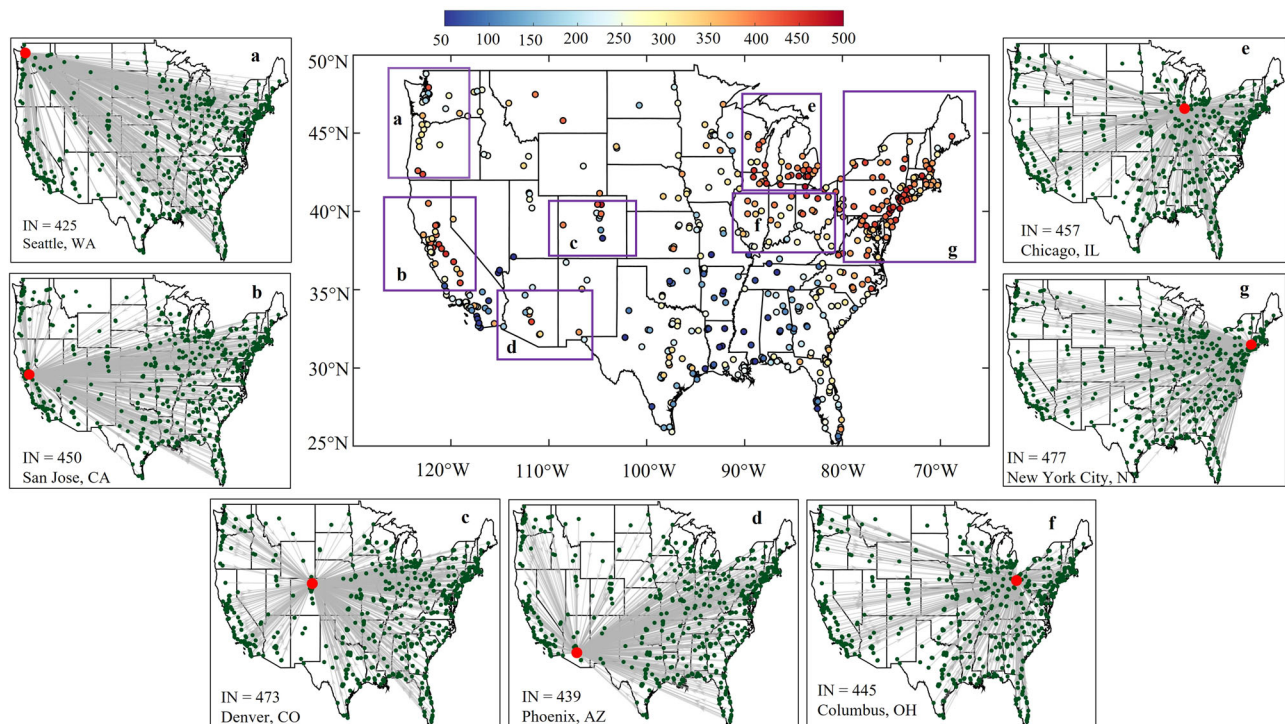 50 100 150 200 250 300 350 400 450 500
a
IN = 425
Seattle, WA
b
IN = 450
San Jose, CA
50°N
45°N
40°N
35°N
30°N
25°N
120°W 110°W 100°W 90°W 80°W 70°W
a
b
c
d
e
f
g
e
IN = 457
Chicago, IL
g
IN = 477
New York City, NY
c
IN = 473
Denver, CO
d
IN = 439
Phoenix, AZ
f
IN = 445
Columbus, OH